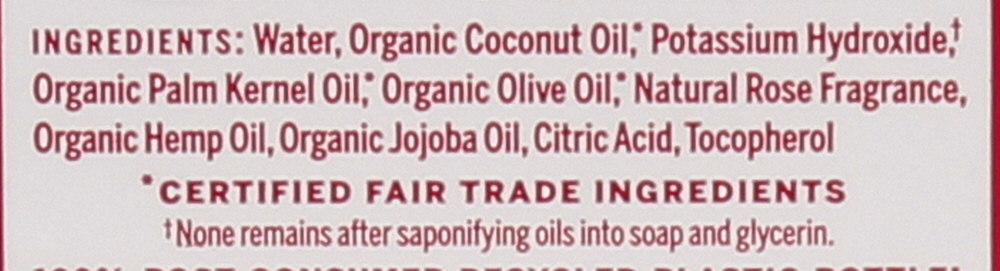 INGREDIENTS: Water, Organic Coconut Oil,* Potassium Hydroxide,†
Organic Palm Kernel Oil,* Organic Olive Oil,* Natural Rose Fragrance,
Organic Hemp Oil, Organic Jojoba Oil, Citric Acid, Tocopherol
*CERTIFIED FAIR TRADE INGREDIENTS
†None remains after saponifying oils into soap and glycerin.